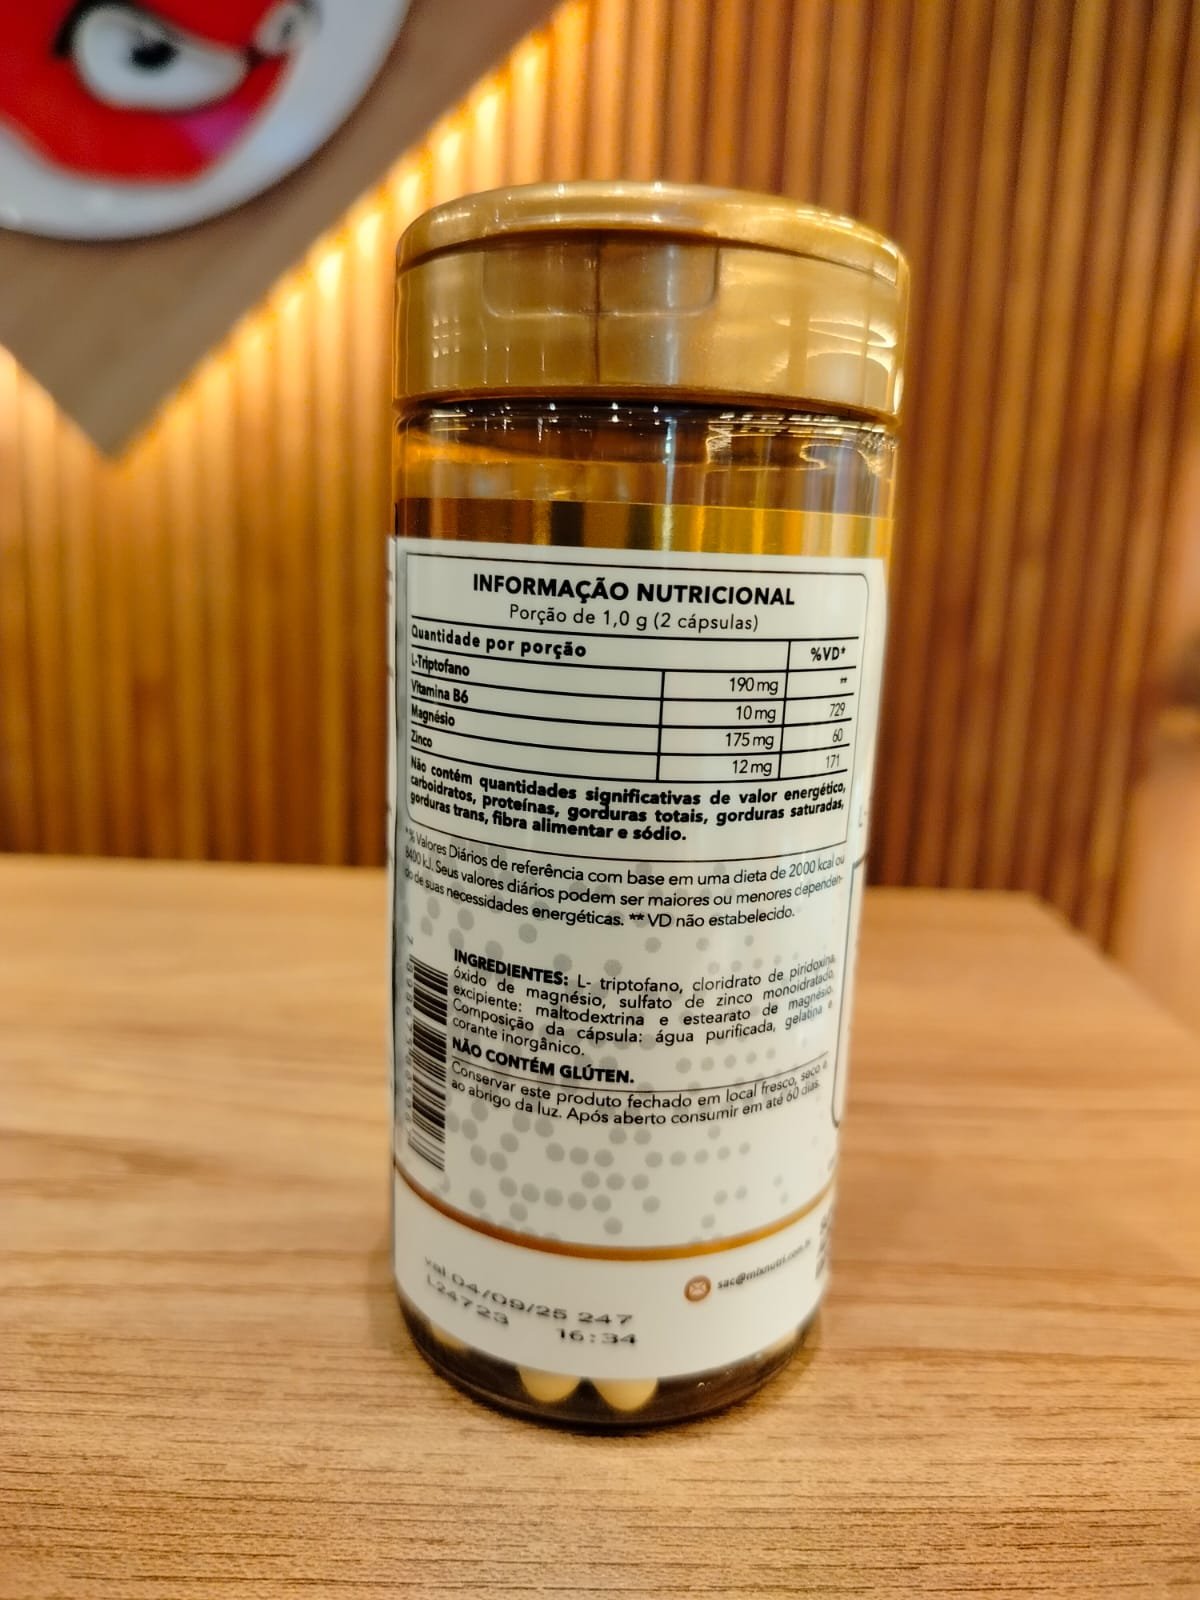 INFORMAÇÃO NUTRICIONAL
Porção de 1,0 g (2 cápsulas)
Quantidade por porção %VD*
L-Triptofano 190 mg **
Vitamina B6 10 mg 729
Magnésio 175 mg 60
Zinco 12 mg 171
Não contém quantidades significativas de valor energético,
carboidratos, proteínas, gorduras totais, gorduras saturadas,
gorduras trans, fibra alimentar e sódio.
*% Valores Diários de referência com base em uma dieta de 2000 kcal ou
8400 kJ. Seus valores diários podem ser maiores ou menores dependen-
do de suas necessidades energéticas. ** VD não estabelecido.
INGREDIENTES: L- triptofano, cloridrato de piridoxina,
óxido de magnésio, sulfato de zinco monoidratado,
excipiente: maltodextrina e estearato de magnésio.
Composição da cápsula: água purificada, gelatina e
corante inorgânico.
NÃO CONTÉM GLÚTEN.
Conservar este produto fechado em local fresco, seco e
ao abrigo da luz. Após aberto consumir em até 60 dias.
sac@mixnutri.com.br
val 04/09/25 247
L24723 16:34